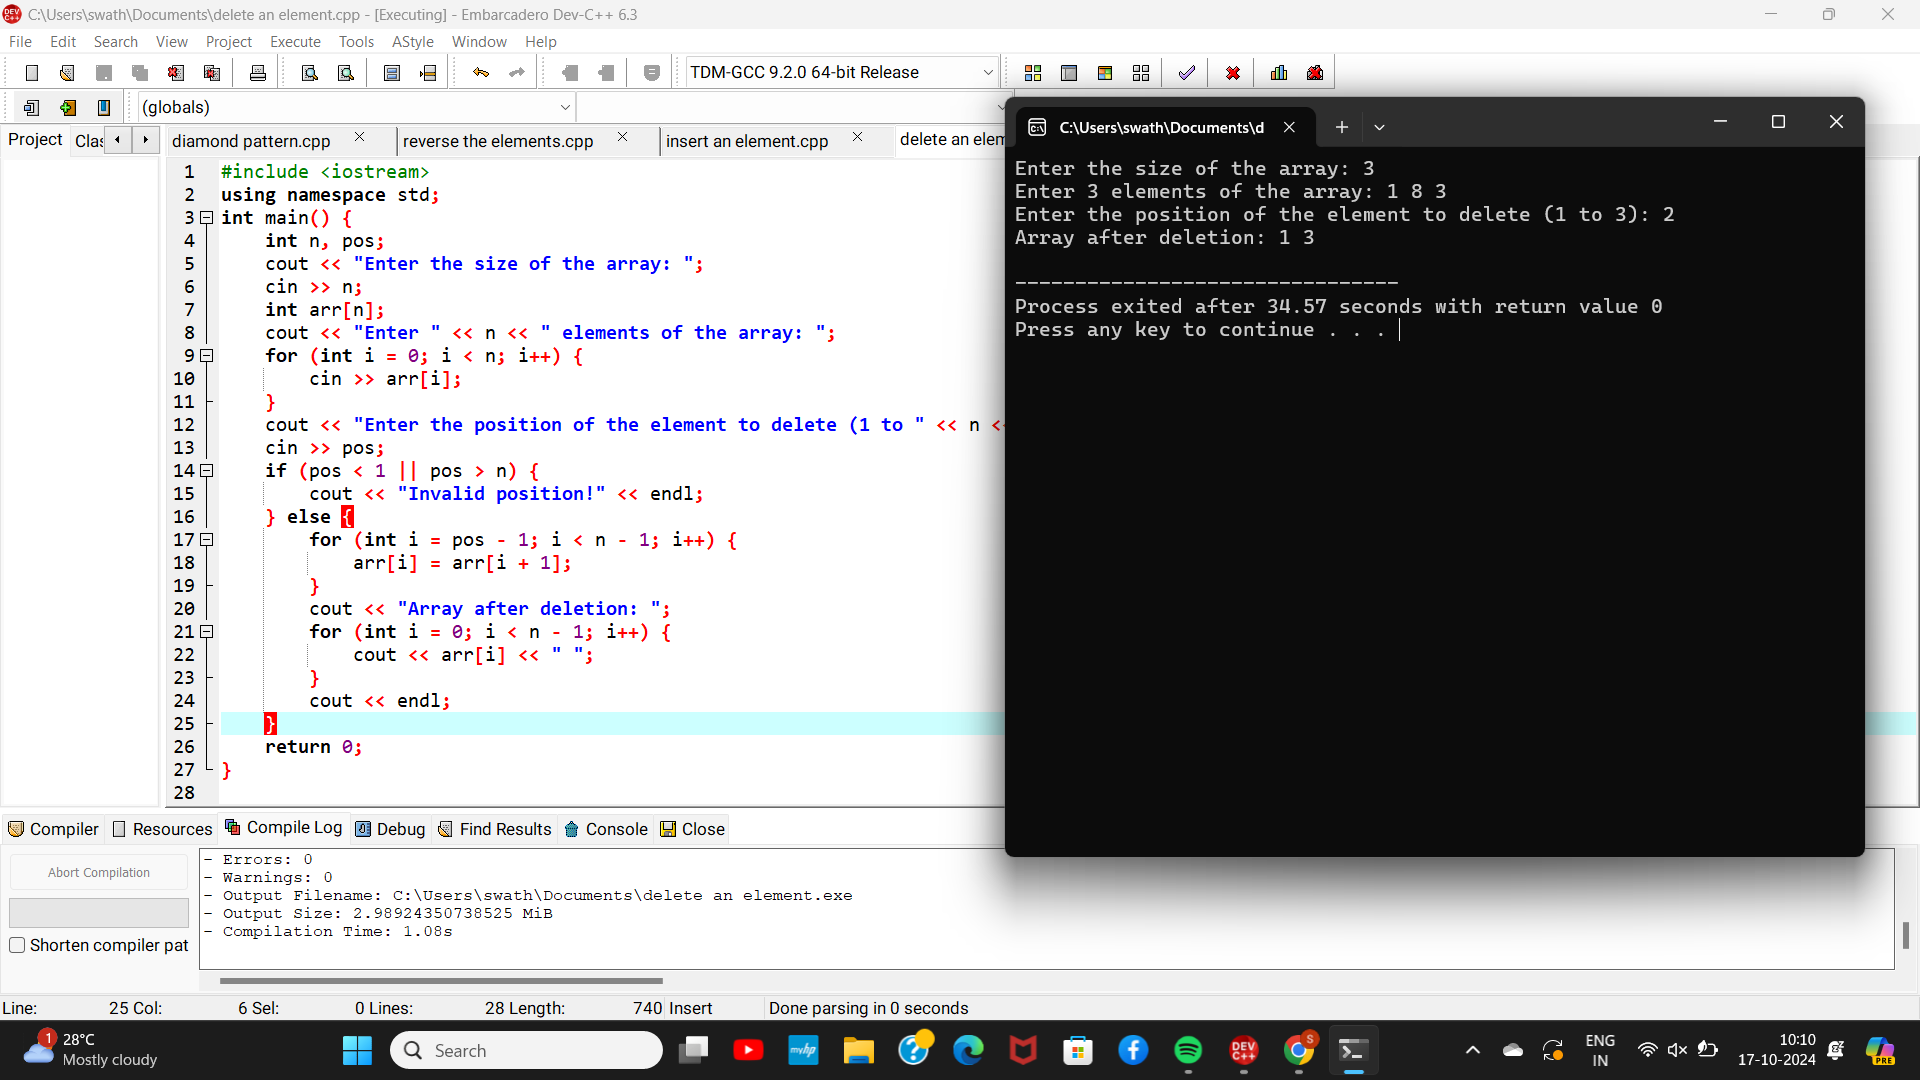 C:\Users\swath\Documents\delete an element.cpp - [Executing] - Embarcadero Dev-C++ 6.3
File Edit Search View Project Execute Tools AStyle Window Help
TDM-GCC 9.2.0 64-bit Release
(globals)
Project Clas diamond pattern.cpp reverse the elements.cpp insert an element.cpp delete an elem
1 #include <iostream>
2 using namespace std;
3 int main() {
4 int n, pos;
5 cout << "Enter the size of the array: ";
6 cin >> n;
7 int arr[n];
8 cout << "Enter " << n << " elements of the array: ";
9 for (int i = 0; i < n; i++) {
10 cin >> arr[i];
11 }
12 cout << "Enter the position of the element to delete (1 to " << n <
13 cin >> pos;
14 if (pos < 1 || pos > n) {
15 cout << "Invalid position!" << endl;
16 } else {
17 for (int i = pos - 1; i < n - 1; i++) {
18 arr[i] = arr[i + 1];
19 }
20 cout << "Array after deletion: ";
21 for (int i = 0; i < n - 1; i++) {
22 cout << arr[i] << " ";
23 }
24 cout << endl;
25 }
26 return 0;
27 }
28
C:\Users\swath\Documents\d
Enter the size of the array: 3
Enter 3 elements of the array: 1 8 3
Enter the position of the element to delete (1 to 3): 2
Array after deletion: 1 3
--------------------------------
Process exited after 34.57 seconds with return value 0
Press any key to continue . . .
Compiler Resources Compile Log Debug Find Results Console Close
Abort Compilation
Shorten compiler pat
- Errors: 0
- Warnings: 0
- Output Filename: C:\Users\swath\Documents\delete an element.exe
- Output Size: 2.98924350738525 MiB
- Compilation Time: 1.08s
Line: 25 Col: 6 Sel: 0 Lines: 28 Length: 740 Insert Done parsing in 0 seconds
1
28°C
Mostly cloudy
Search
myhp
DEV C++
S
ENG
IN
10:10
17-10-2024
PRE